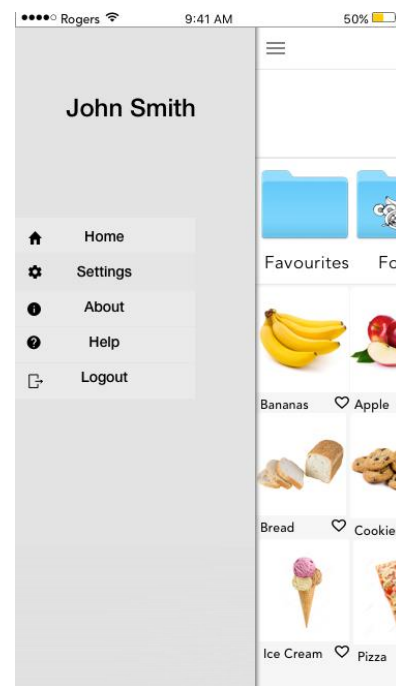 Rogers 9:41 AM 50%
John Smith
Home
Settings
About
Help
Logout
Favourites Fo
Bananas Apple
Bread Cookie
Ice Cream Pizza